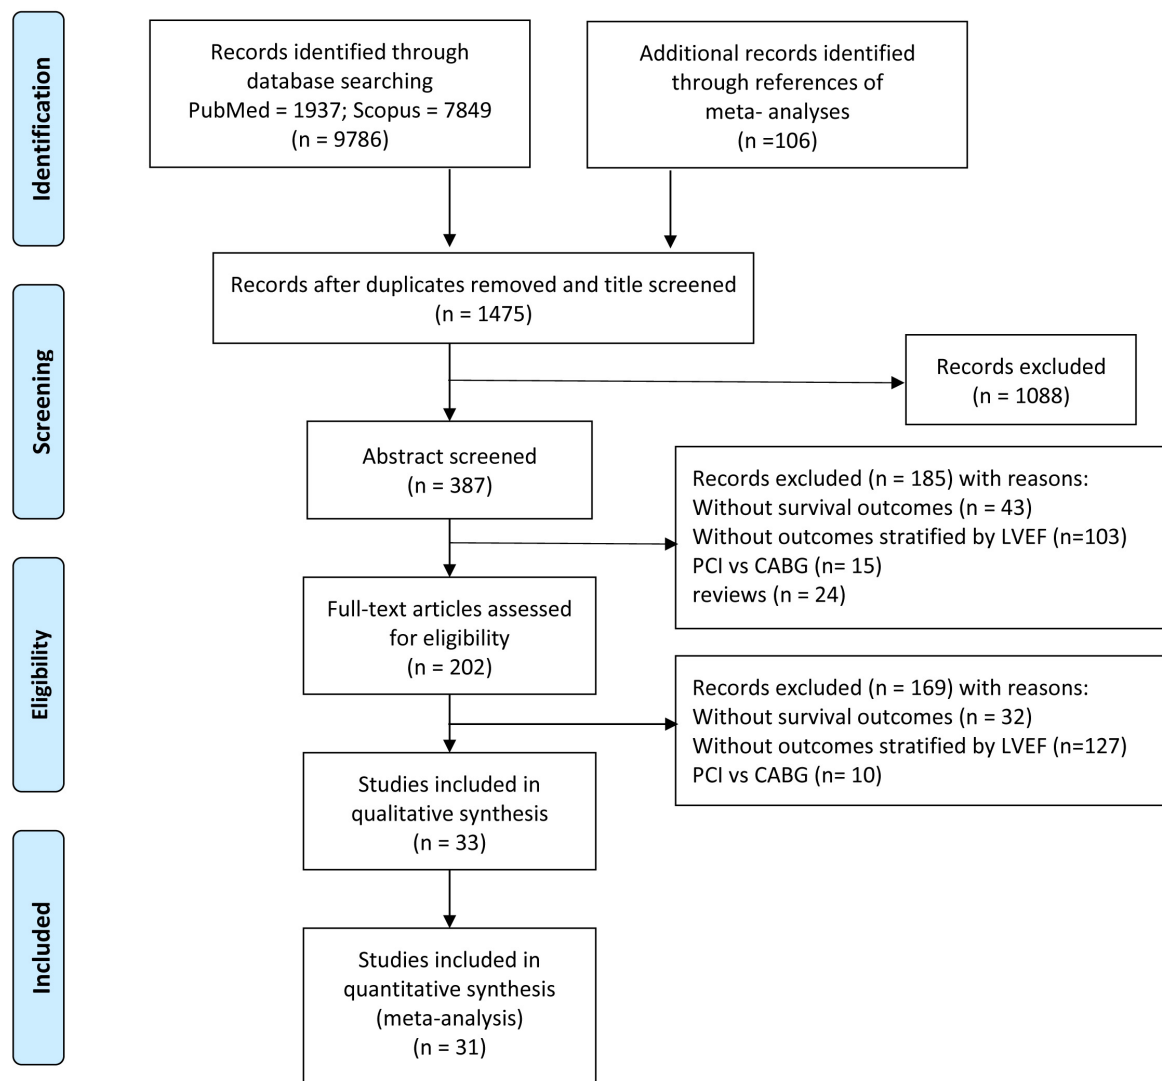 Identification
Records identified through
database searching
PubMed = 1937; Scopus = 7849
(n = 9786)
Additional records identified
through references of
meta- analyses
(n =106)
Screening
Records after duplicates removed and title screened
(n = 1475)
Records excluded
(n = 1088)
Abstract screened
(n = 387)
Records excluded (n = 185) with reasons:
Without survival outcomes (n = 43)
Without outcomes stratified by LVEF (n=103)
PCI vs CABG (n= 15)
reviews (n = 24)
Eligibility
Full-text articles assessed
for eligibility
(n = 202)
Records excluded (n = 169) with reasons:
Without survival outcomes (n = 32)
Without outcomes stratified by LVEF (n=127)
PCI vs CABG (n= 10)
Studies included in
qualitative synthesis
(n = 33)
Included
Studies included in
quantitative synthesis
(meta-analysis)
(n = 31)